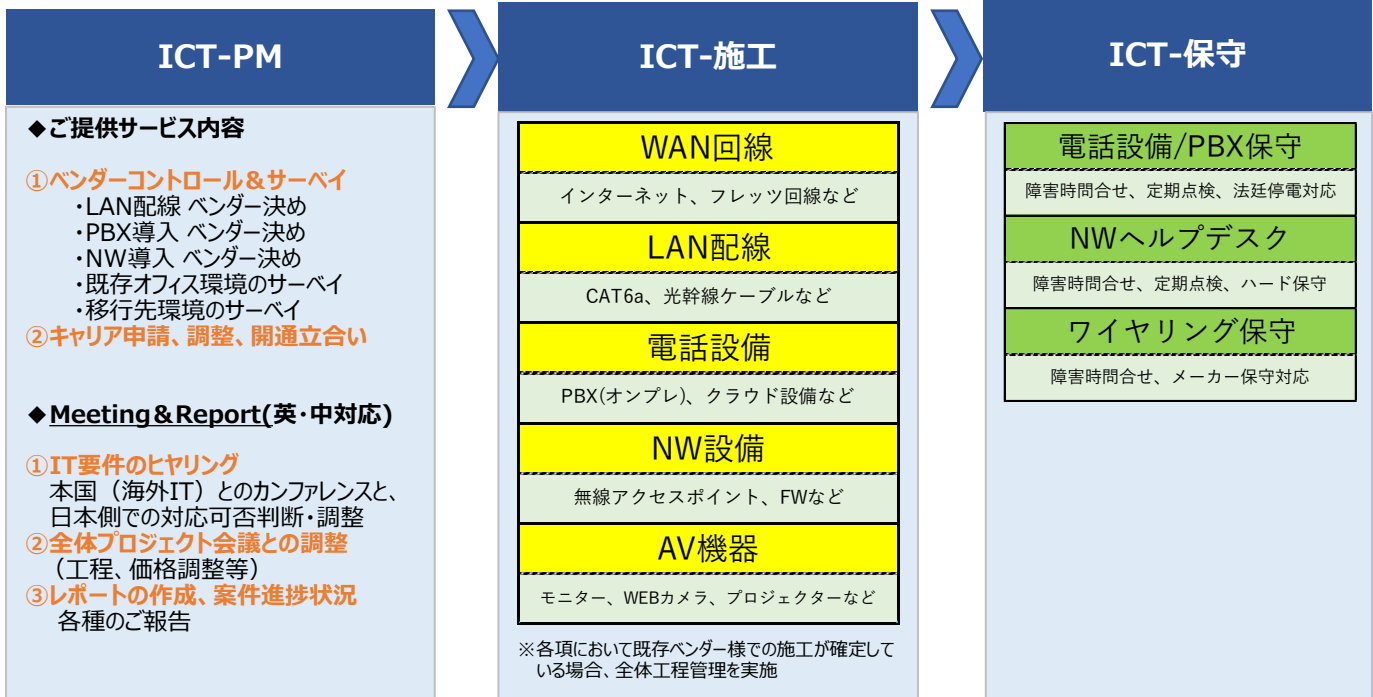 ICT-PM
◆ご提供サービス内容
①ベンダーコントロール＆サーベイ
・LAN配線 ベンダー決め
・PBX導入 ベンダー決め
・NW導入 ベンダー決め
・既存オフィス環境のサーベイ
・移行先環境のサーベイ
②キャリア申請、調整、開通立合い
◆Meeting＆Report(英・中対応)
①IT要件のヒヤリング
本国（海外IT）とのカンファレンスと、
日本側での対応可否判断・調整
②全体プロジェクト会議との調整
（工程、価格調整等）
③レポートの作成、案件進捗状況
各種のご報告
ICT-施工
WAN回線
インターネット、フレッツ回線など
LAN配線
CAT6a、光幹線ケーブルなど
電話設備
PBX(オンプレ)、クラウド設備など
NW設備
無線アクセスポイント、FWなど
AV機器
モニター、WEBカメラ、プロジェクターなど
※各項において既存ベンダー様での施工が確定して
いる場合、全体工程管理を実施
ICT-保守
電話設備/PBX保守
障害時問合せ、定期点検、法廷停電対応
NWヘルプデスク
障害時問合せ、定期点検、ハード保守
ワイヤリング保守
障害時問合せ、メーカー保守対応